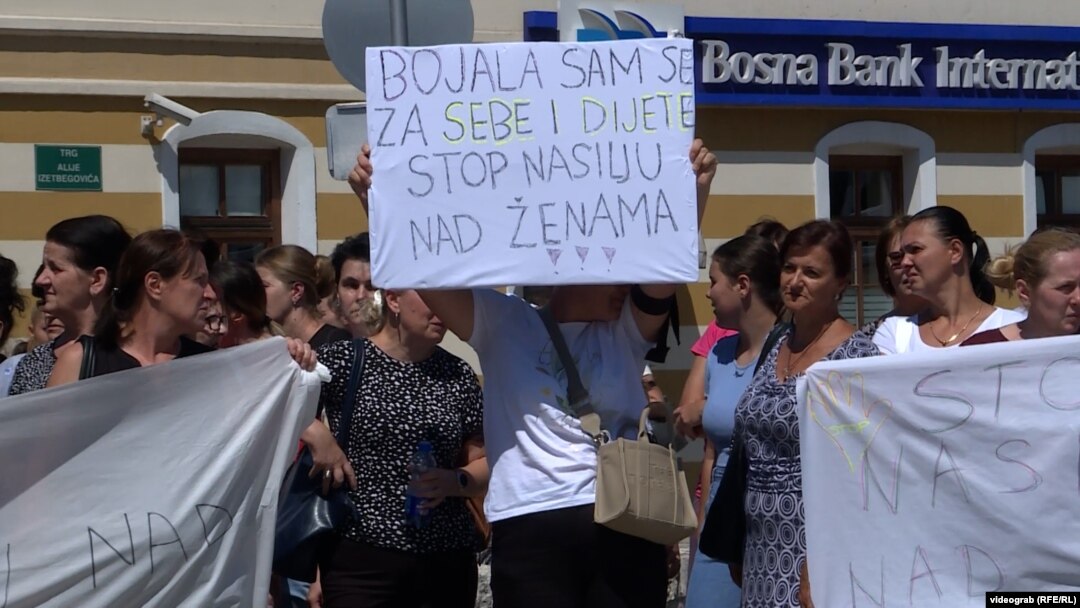 Bosna Bank Internat
BOJALA SAM SE
ZA SEBE I DIJETE
STOP NASILJU
NAD ŽENAMA
TRG
ALIJE
IZETBEGOVIĆA
NAD
STO
NAS
NAD
videograb (RFE/RL)